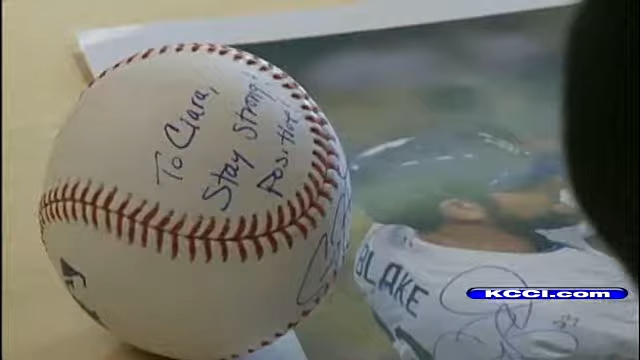 To Ciara,
Stay Strong!
positive!
BLAKE
KCCI.com